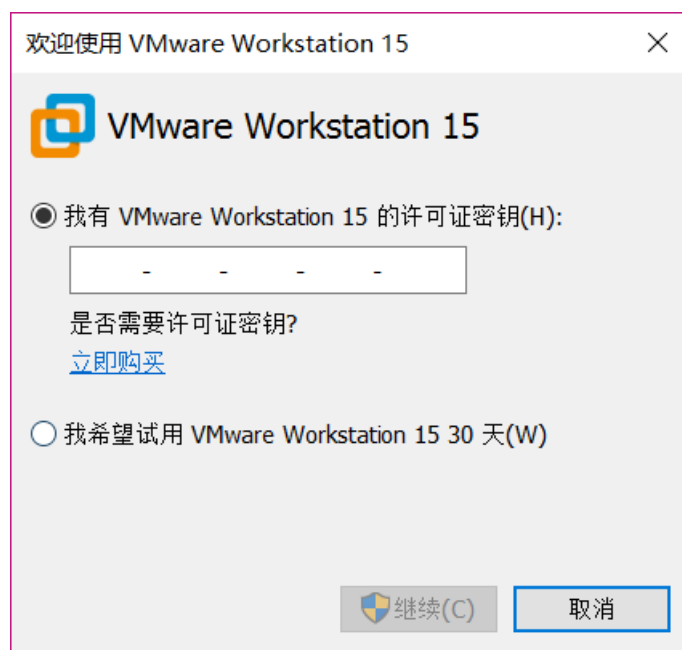 欢迎使用 VMware Workstation 15
VMware Workstation 15
我有 VMware Workstation 15 的许可证密钥(H):
- - - -
是否需要许可证密钥?
立即购买
我希望试用 VMware Workstation 15 30 天(W)
继续(C) 取消